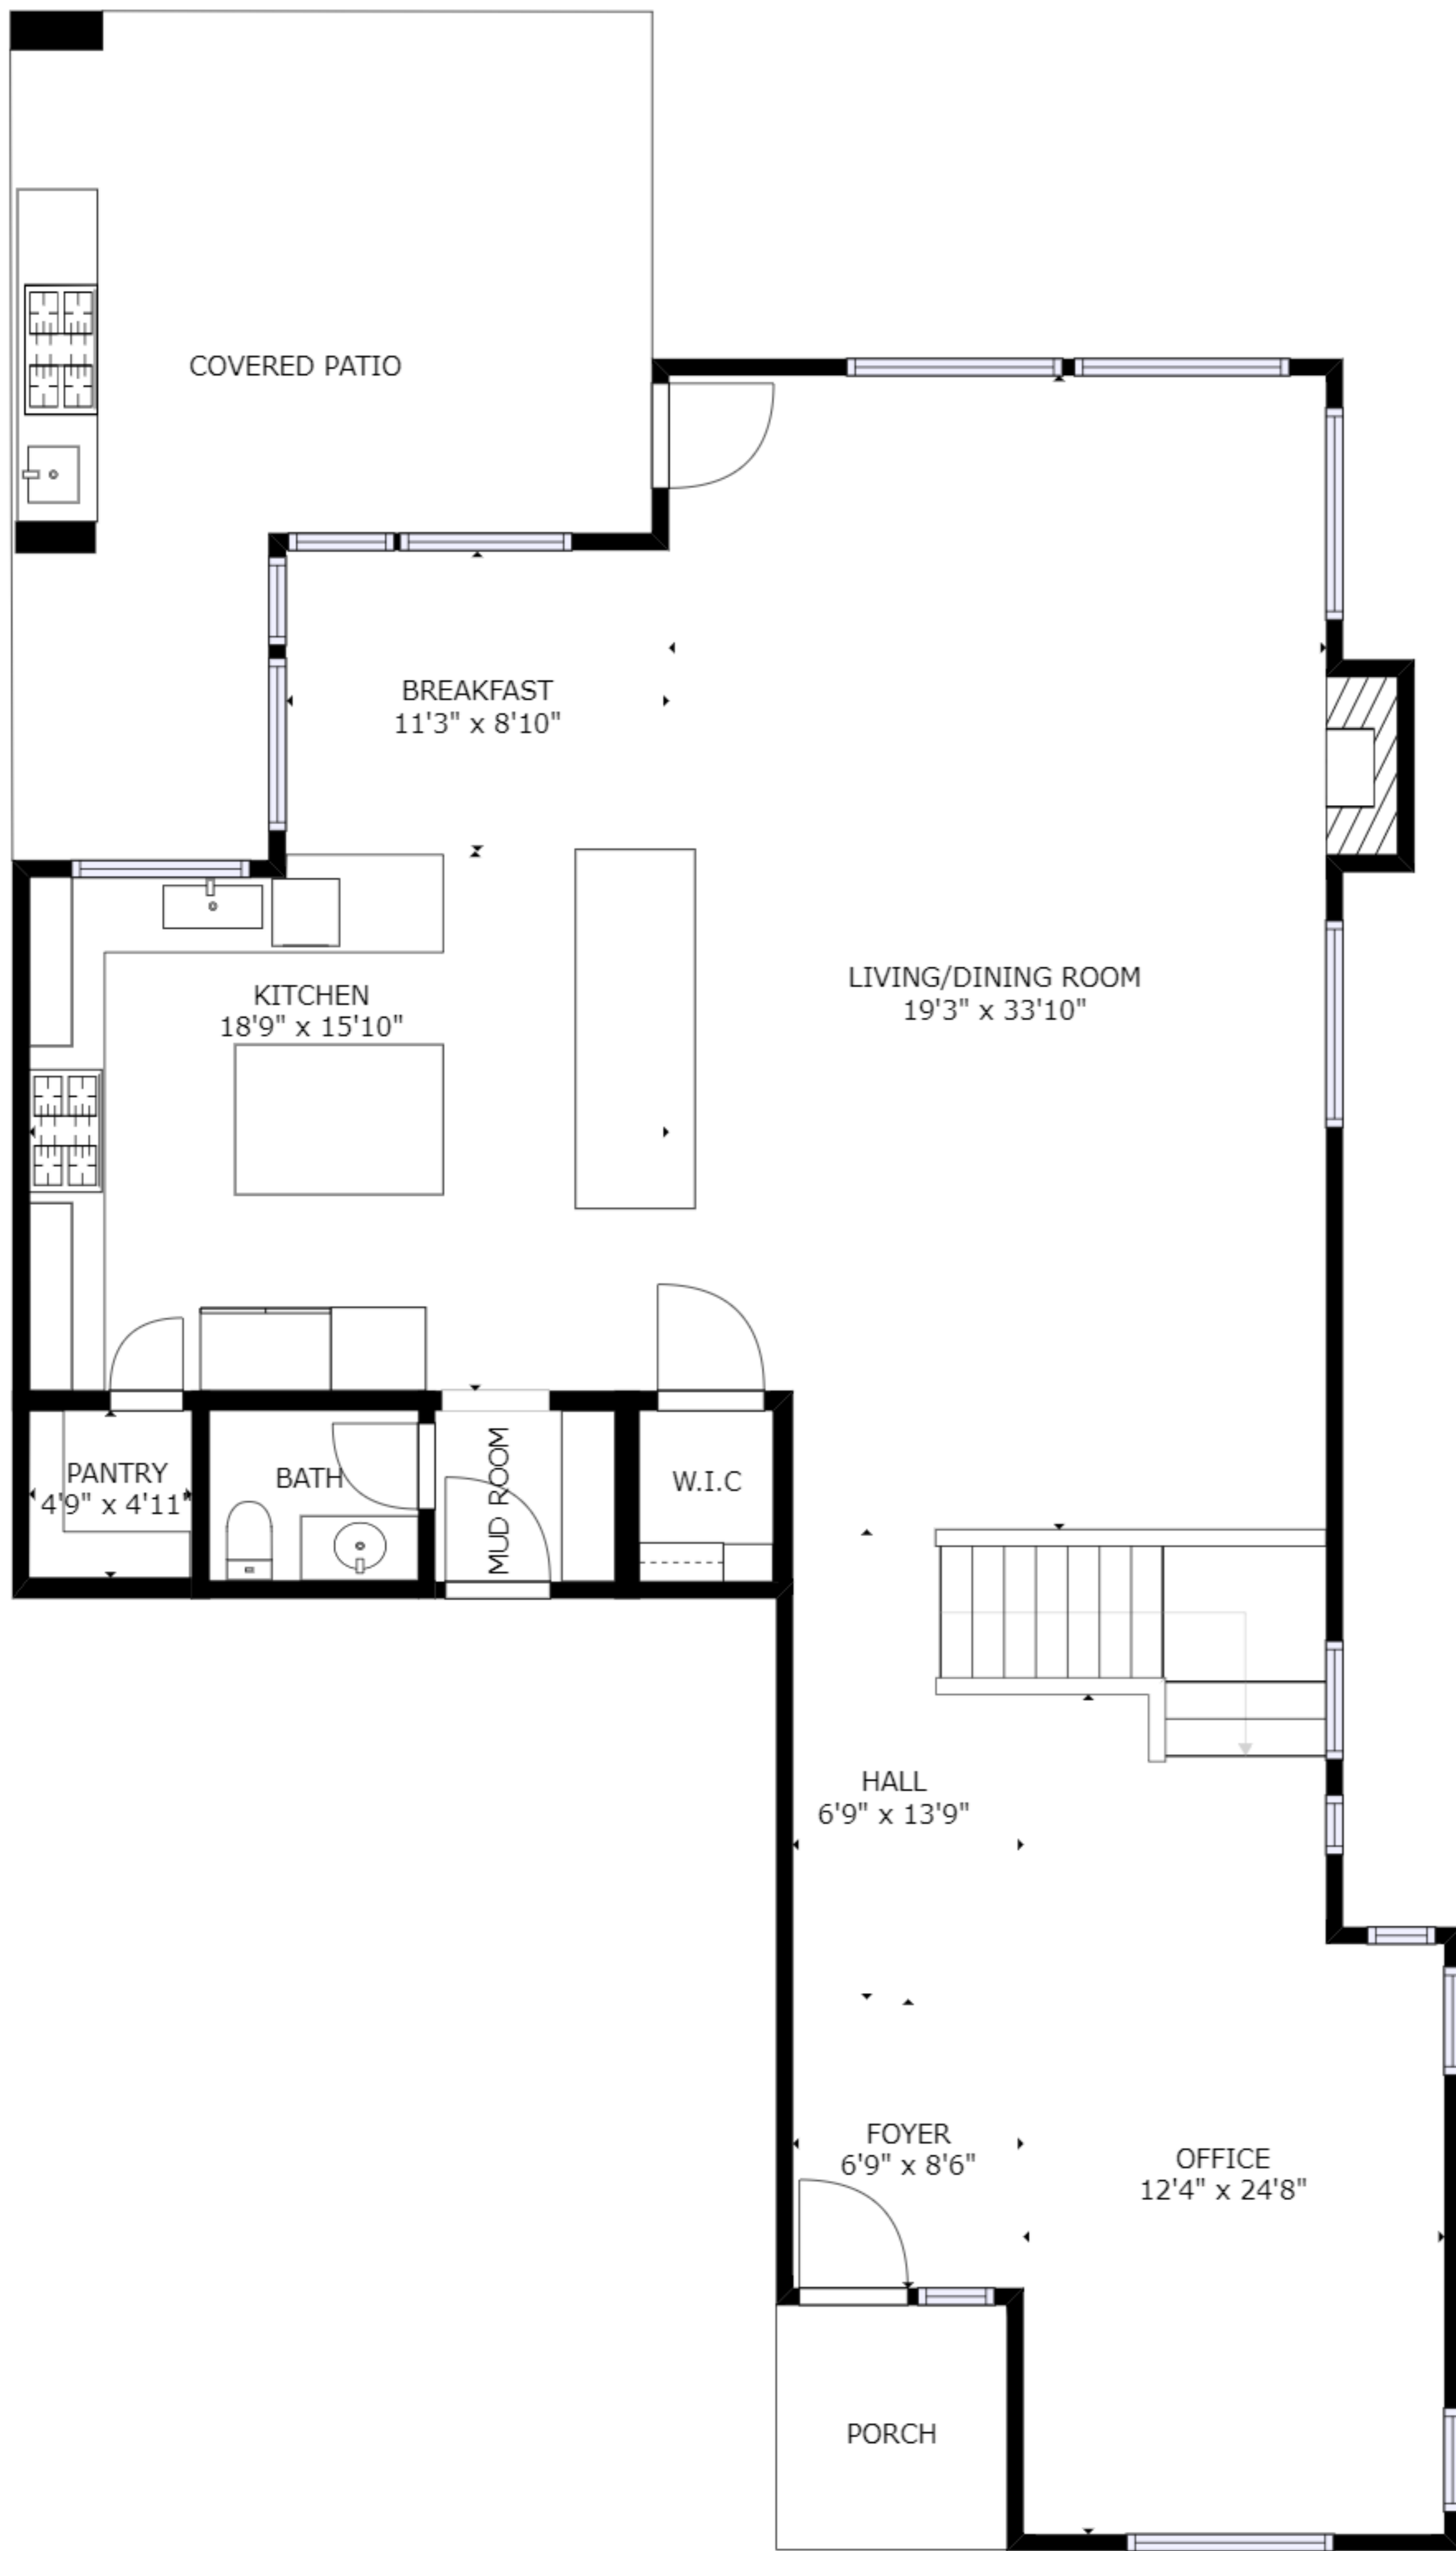 COVERED PATIO
BREAKFAST
11'3" x 8'10"
LIVING/DINING ROOM
19'3" x 33'10"
KITCHEN
18'9" x 15'10"
PANTRY
4'9" x 4'11"
BATH
MUD ROOM
W.I.C
HALL
6'9" x 13'9"
FOYER
6'9" x 8'6"
OFFICE
12'4" x 24'8"
PORCH